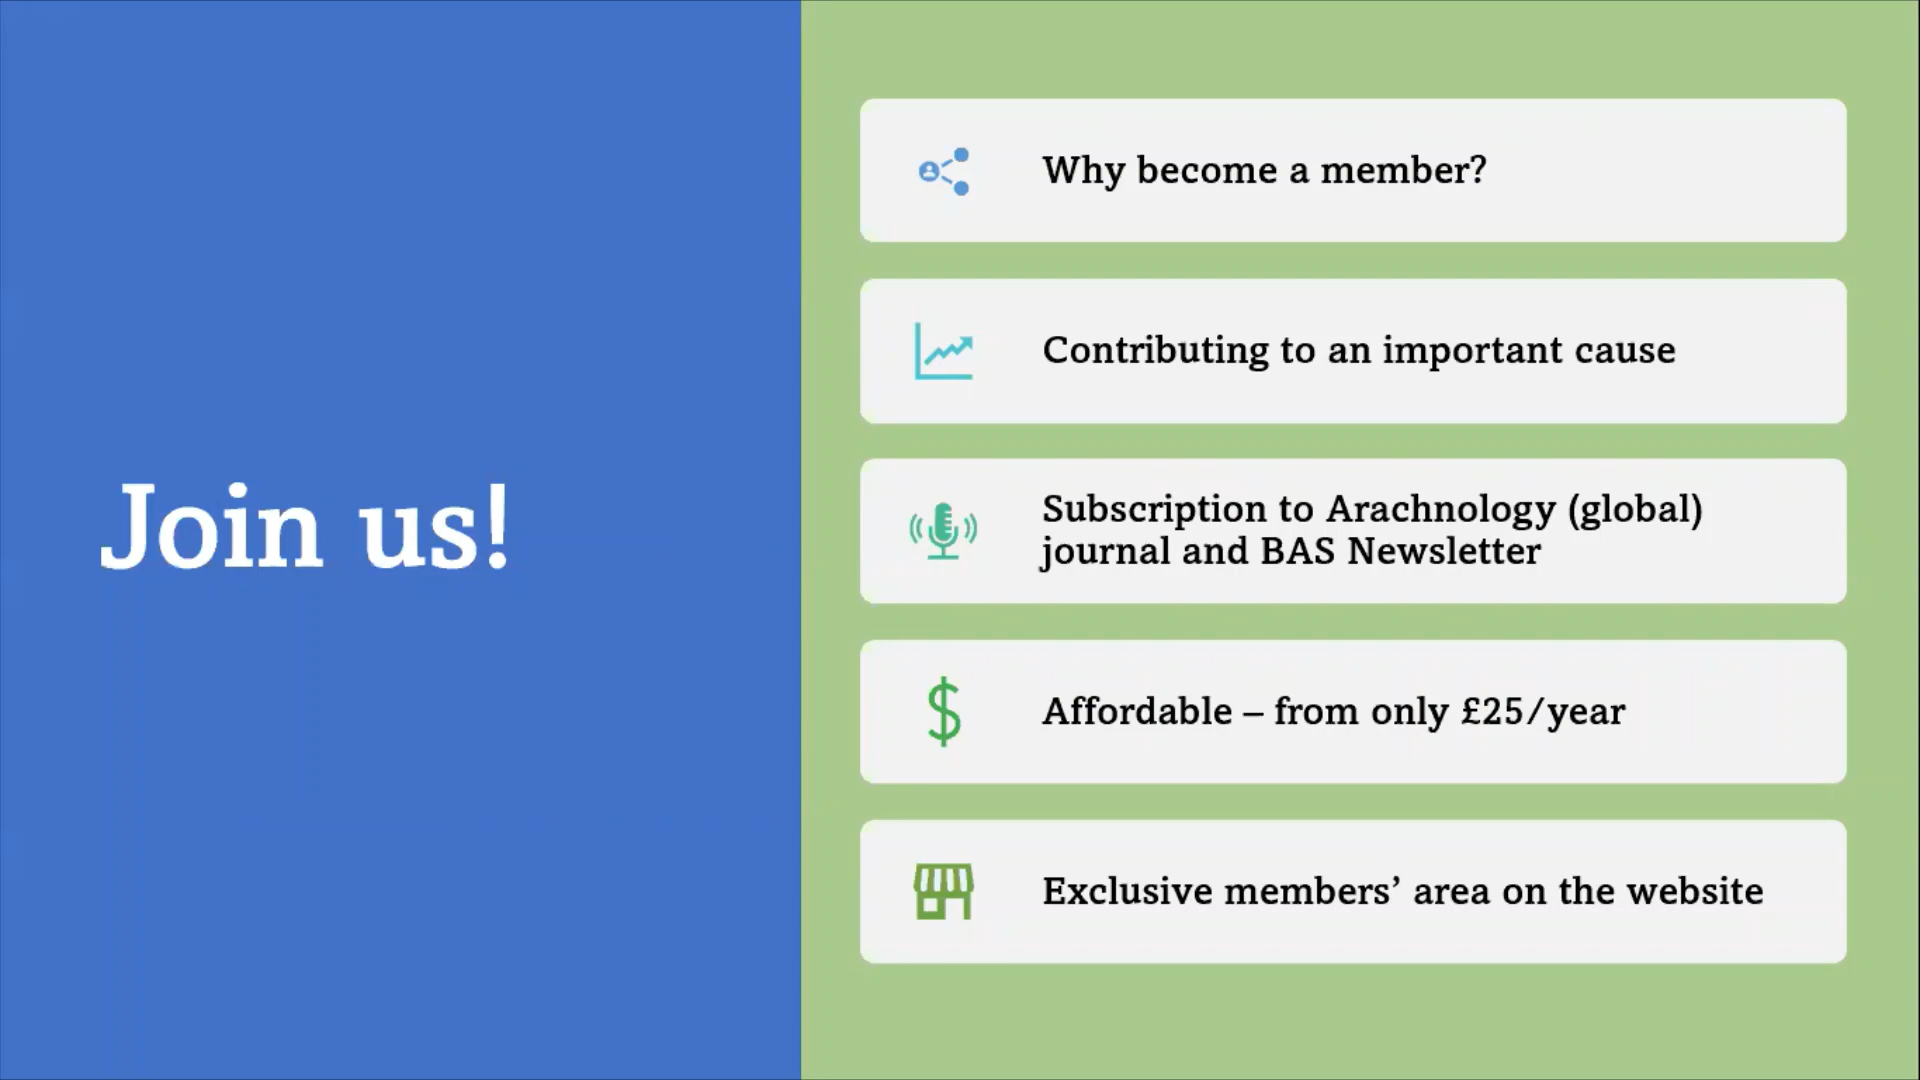 Join us!
Why become a member?
Contributing to an important cause
Subscription to Arachnology (global)
journal and BAS Newsletter
Affordable – from only £25/year
Exclusive members’ area on the website